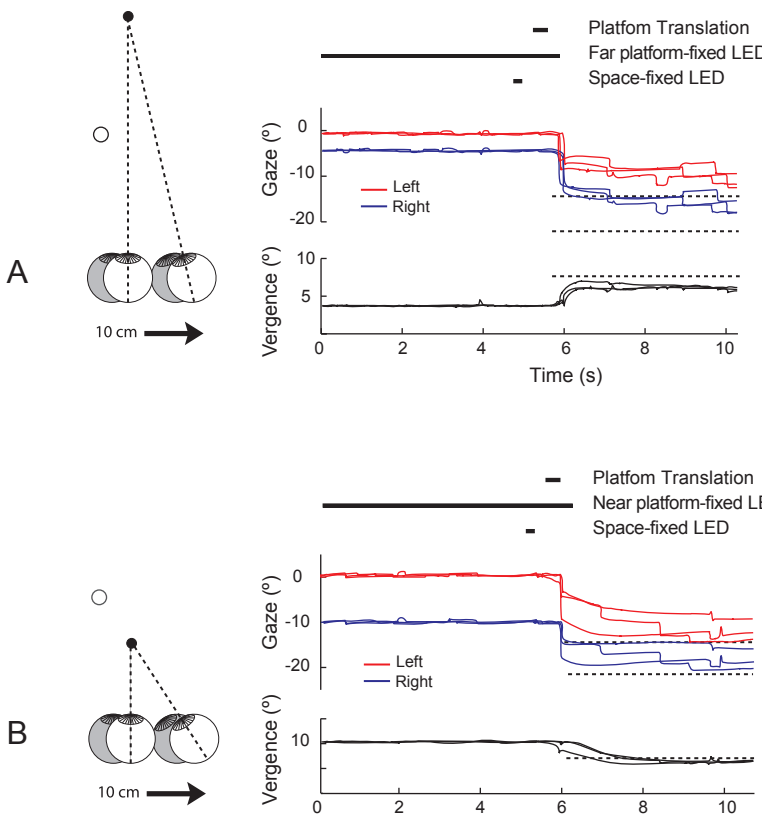 Platfom Translation
Far platform-fixed LED
Space-fixed LED
A
10 cm
Gaze (º)
0
-10
-20
Left
Right
Vergence (º)
10
5
0
2
4
6
8
10
Time (s)
Platfom Translation
Near platform-fixed LE
Space-fixed LED
B
10 cm
Gaze (º)
0
-10
-20
Left
Right
Vergence (º)
10
0
2
4
6
8
10